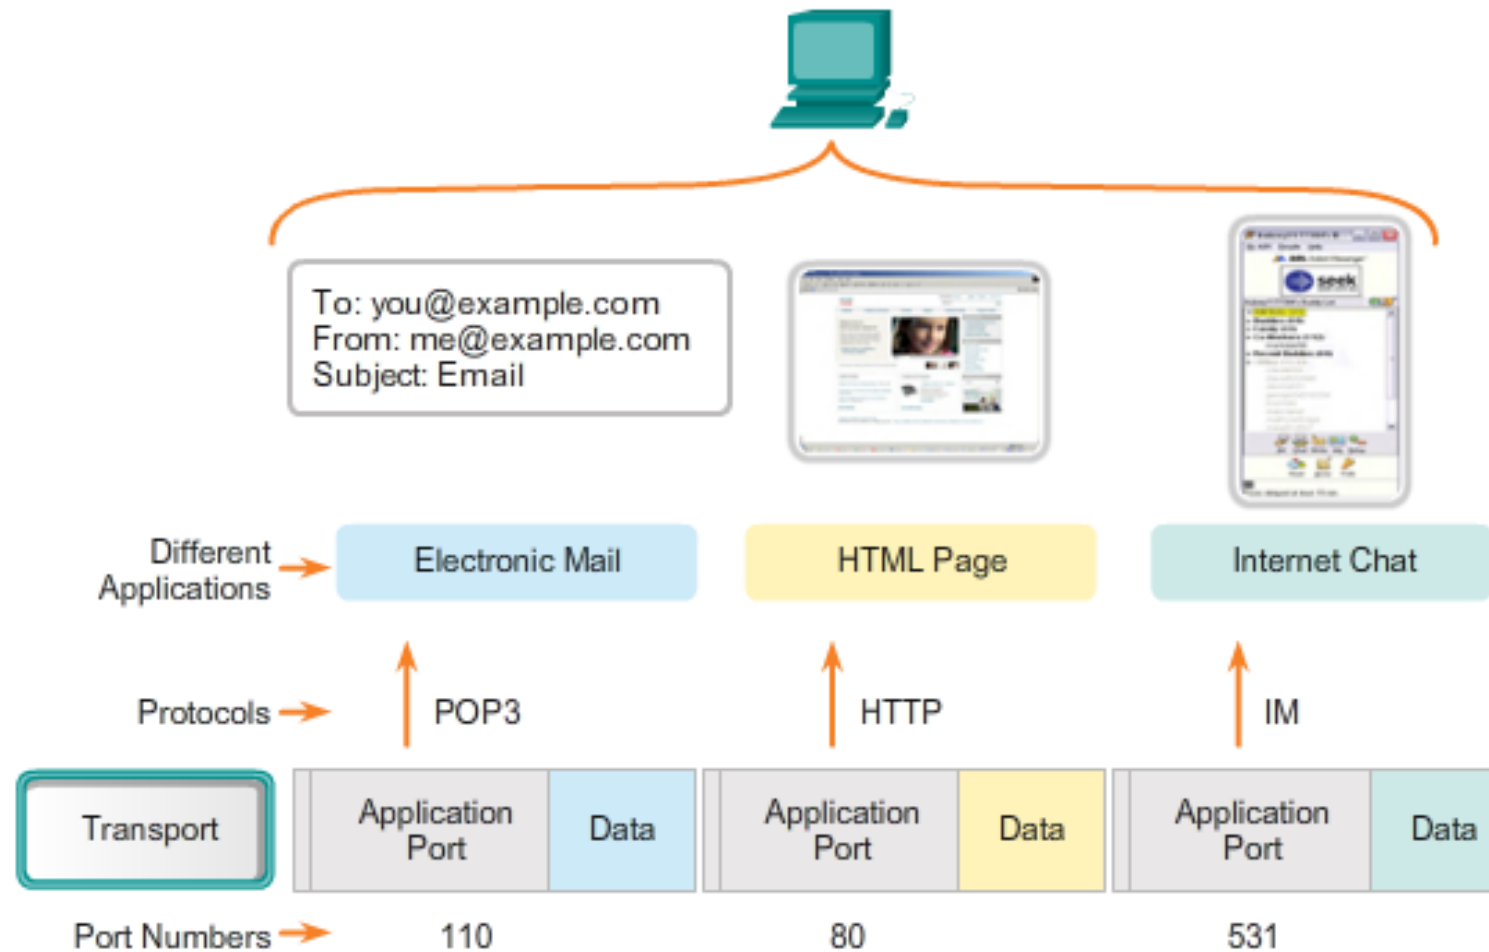 To: you@example.com
From: me@example.com
Subject: Email
seek
Different
Applications
Electronic Mail
HTML Page
Internet Chat
Protocols
POP3
HTTP
IM
Transport
Application
Port
Data
Application
Port
Data
Application
Port
Data
Port Numbers
110
80
531